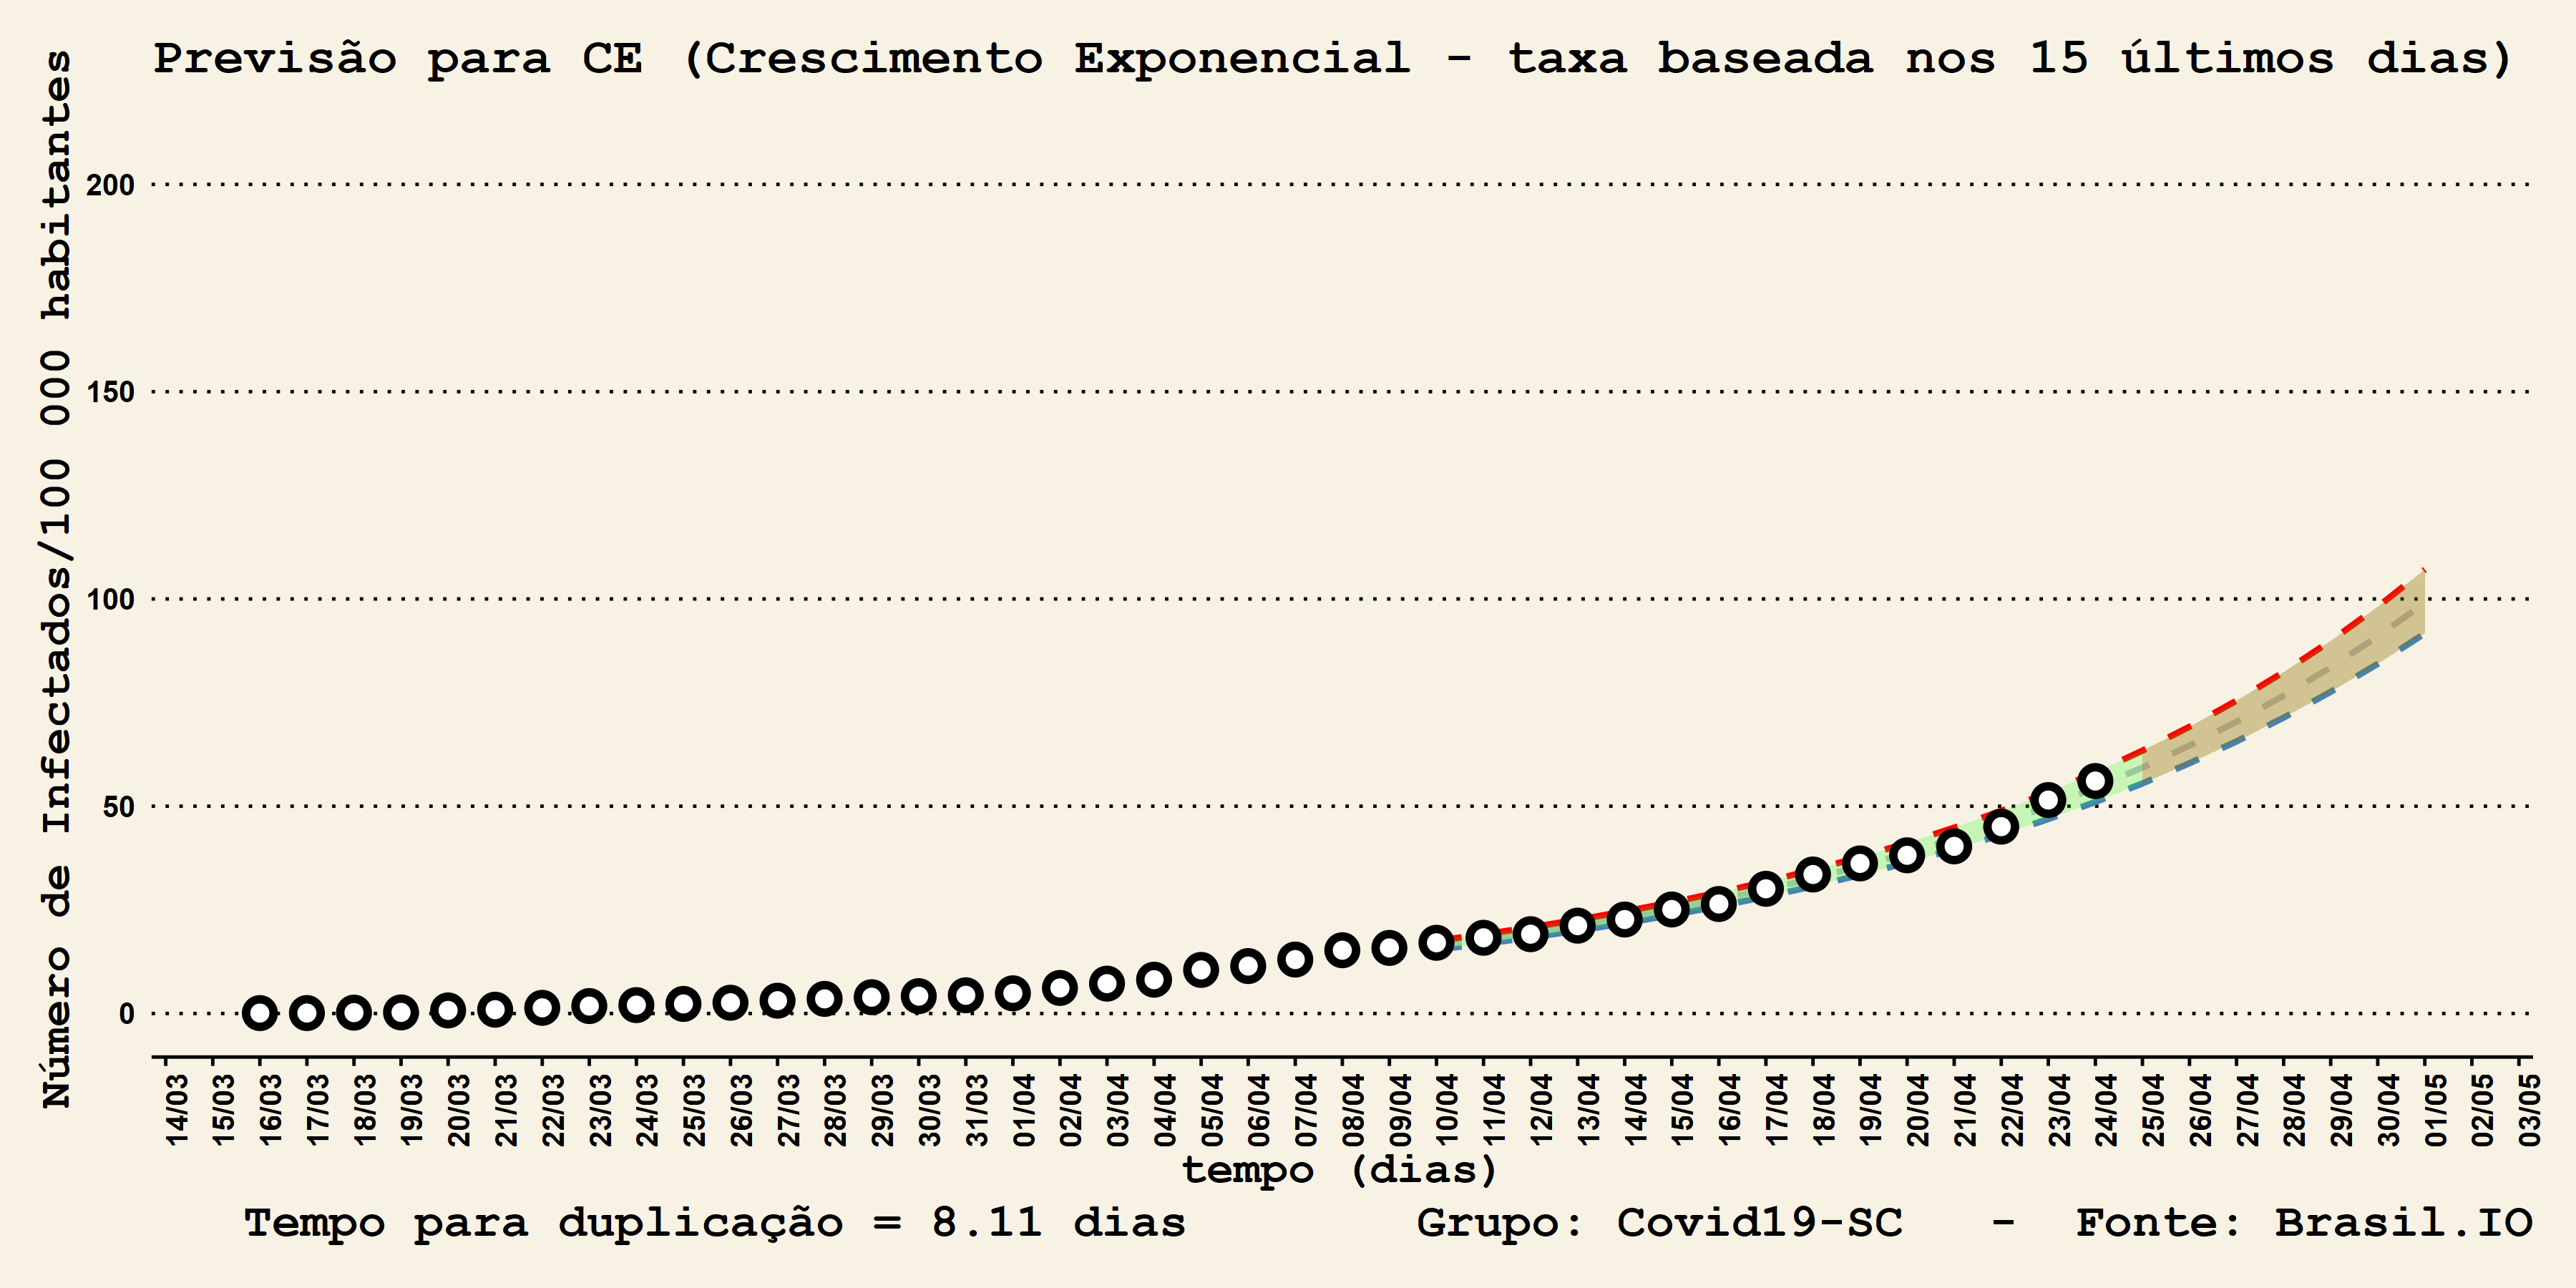 Previsão para CE (Crescimento Exponencial - taxa baseada nos 15 últimos dias)
Número de Infectados/100 000 habitantes
200
150
100
50
0
14/03 15/03 16/03 17/03 18/03 19/03 20/03 21/03 22/03 23/03 24/03 25/03 26/03 27/03 28/03 29/03 30/03 31/03 01/04 02/04 03/04 04/04 05/04 06/04 07/04 08/04 09/04 10/04 11/04 12/04 13/04 14/04 15/04 16/04 17/04 18/04 19/04 20/04 21/04 22/04 23/04 24/04 25/04 26/04 27/04 28/04 29/04 30/04 01/05 02/05 03/05
tempo (dias)
Tempo para duplicação = 8.11 dias Grupo: Covid19-SC - Fonte: Brasil.IO